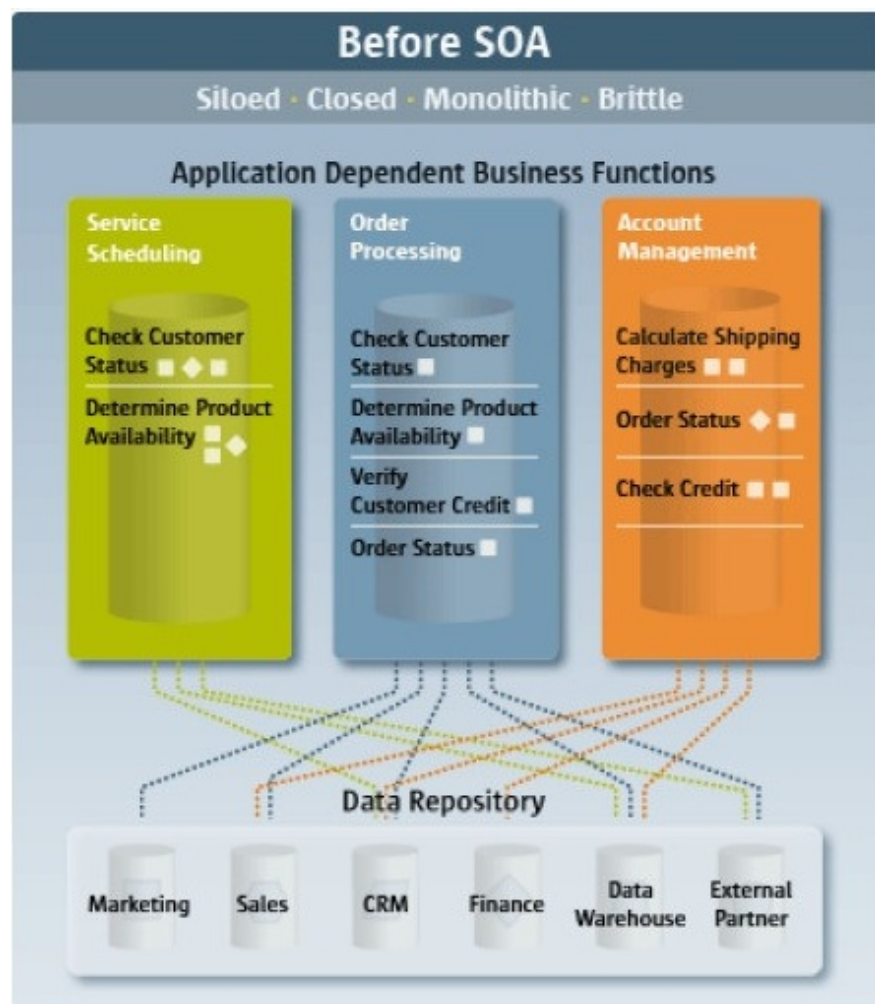 Before SOA
Siloed · Closed · Monolithic · Brittle
Application Dependent Business Functions
Service
Scheduling
Check Customer
Status
Determine Product
Availability
Order
Processing
Check Customer
Status
Determine Product
Availability
Verify
Customer Credit
Order Status
Account
Management
Calculate Shipping
Charges
Order Status
Check Credit
Data Repository
Marketing
Sales
CRM
Finance
Data
Warehouse
External
Partner